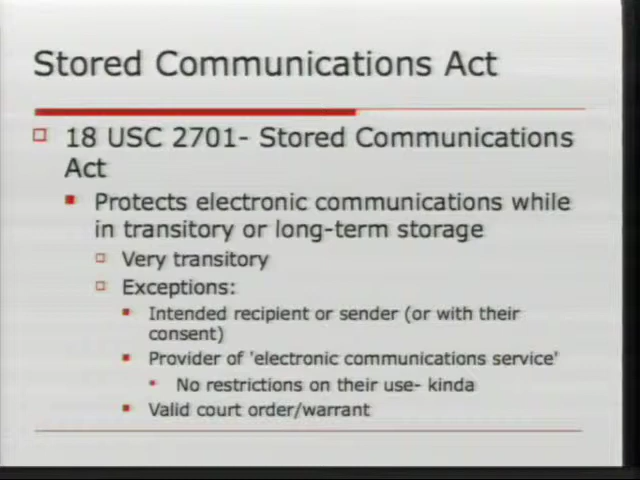 Stored Communications Act
18 USC 2701- Stored Communications
Act
Protects electronic communications while
in transitory or long-term storage
Very transitory
Exceptions:
Intended recipient or sender (or with their
consent)
Provider of 'electronic communications service'
No restrictions on their use- kinda
Valid court order/warrant